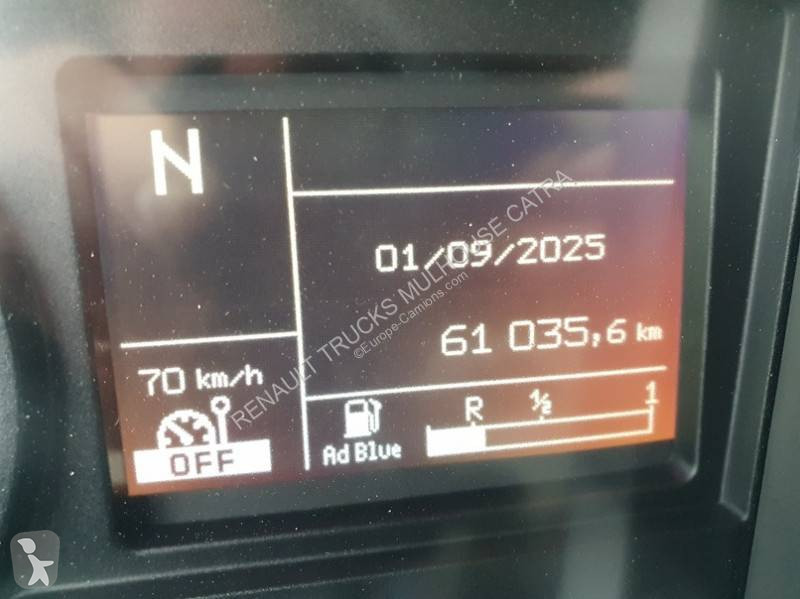 N
01/09/2025
61 035,6 km
70 km/h
OFF
Ad Blue
R ½ 1
RENAULT TRUCKS MULHOUSE CATRA
©Europe-Camions.com